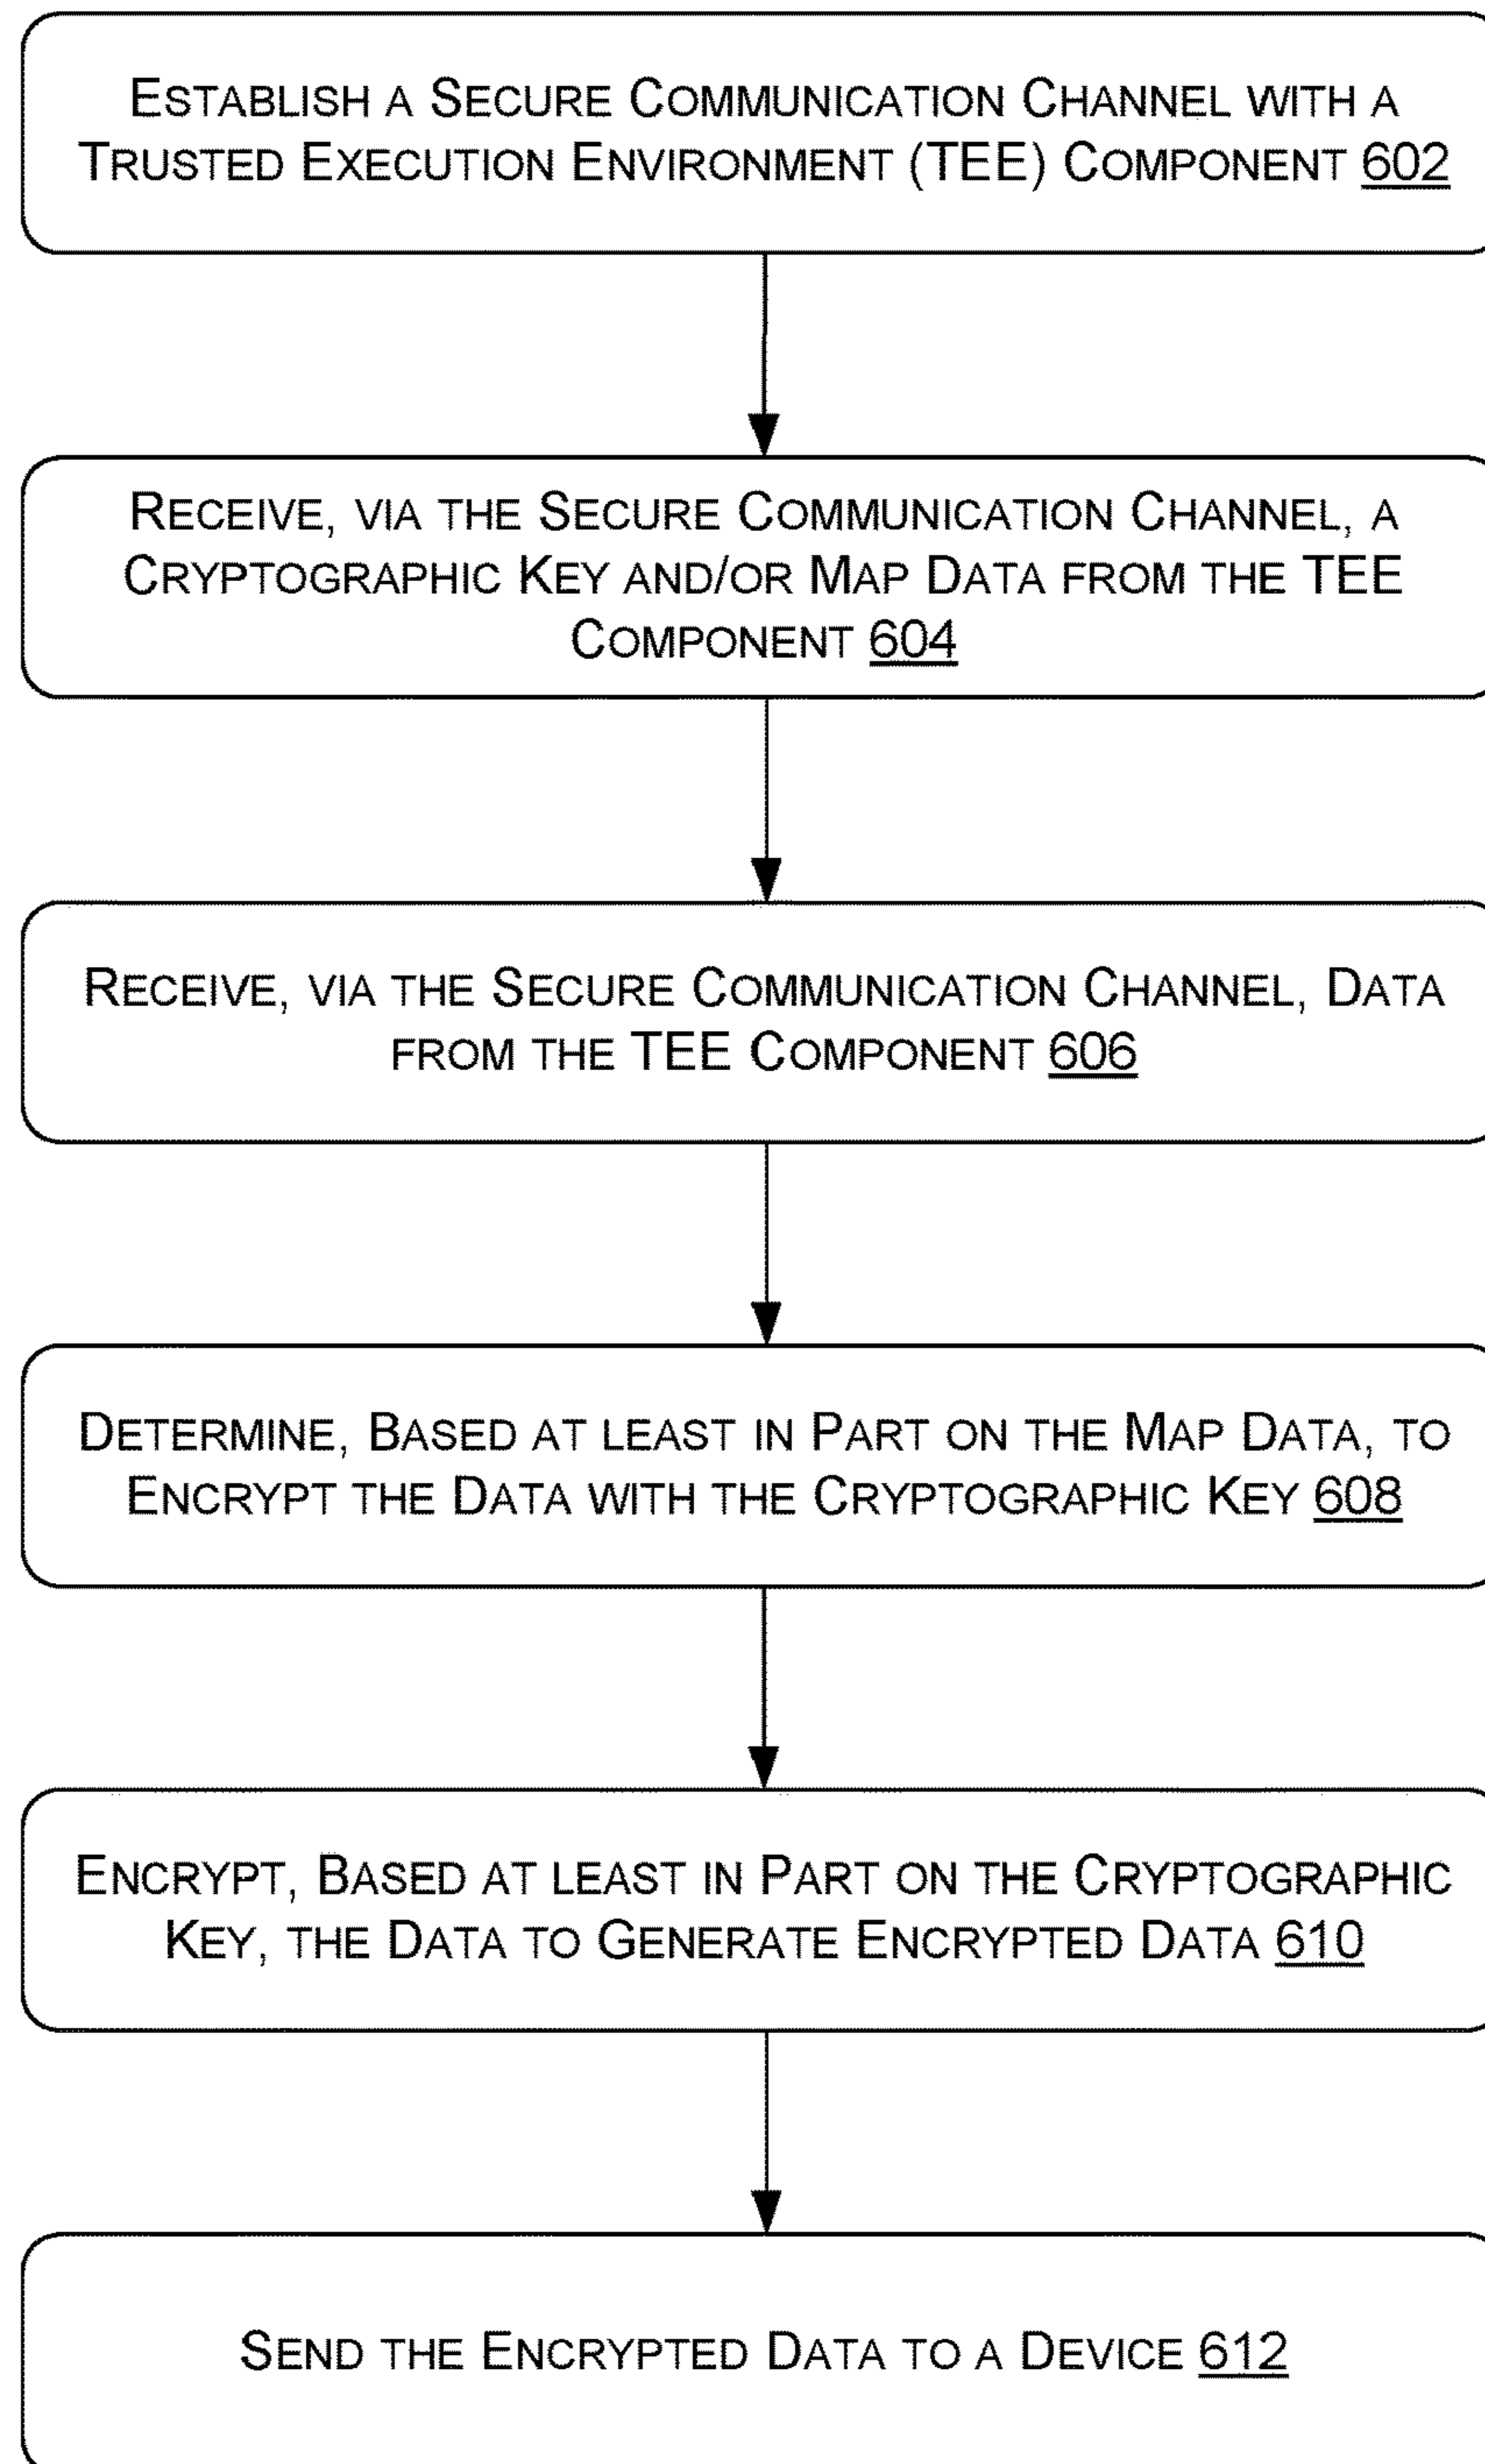 Establish a Secure Communication Channel with a
Trusted Execution Environment (TEE) Component 602
Receive, via the Secure Communication Channel, a
Cryptographic Key and/or Map Data from the TEE
Component 604
Receive, via the Secure Communication Channel, Data
from the TEE Component 606
Determine, Based at least in Part on the Map Data, to
Encrypt the Data with the Cryptographic Key 608
Encrypt, Based at least in Part on the Cryptographic
Key, the Data to Generate Encrypted Data 610
Send the Encrypted Data to a Device 612